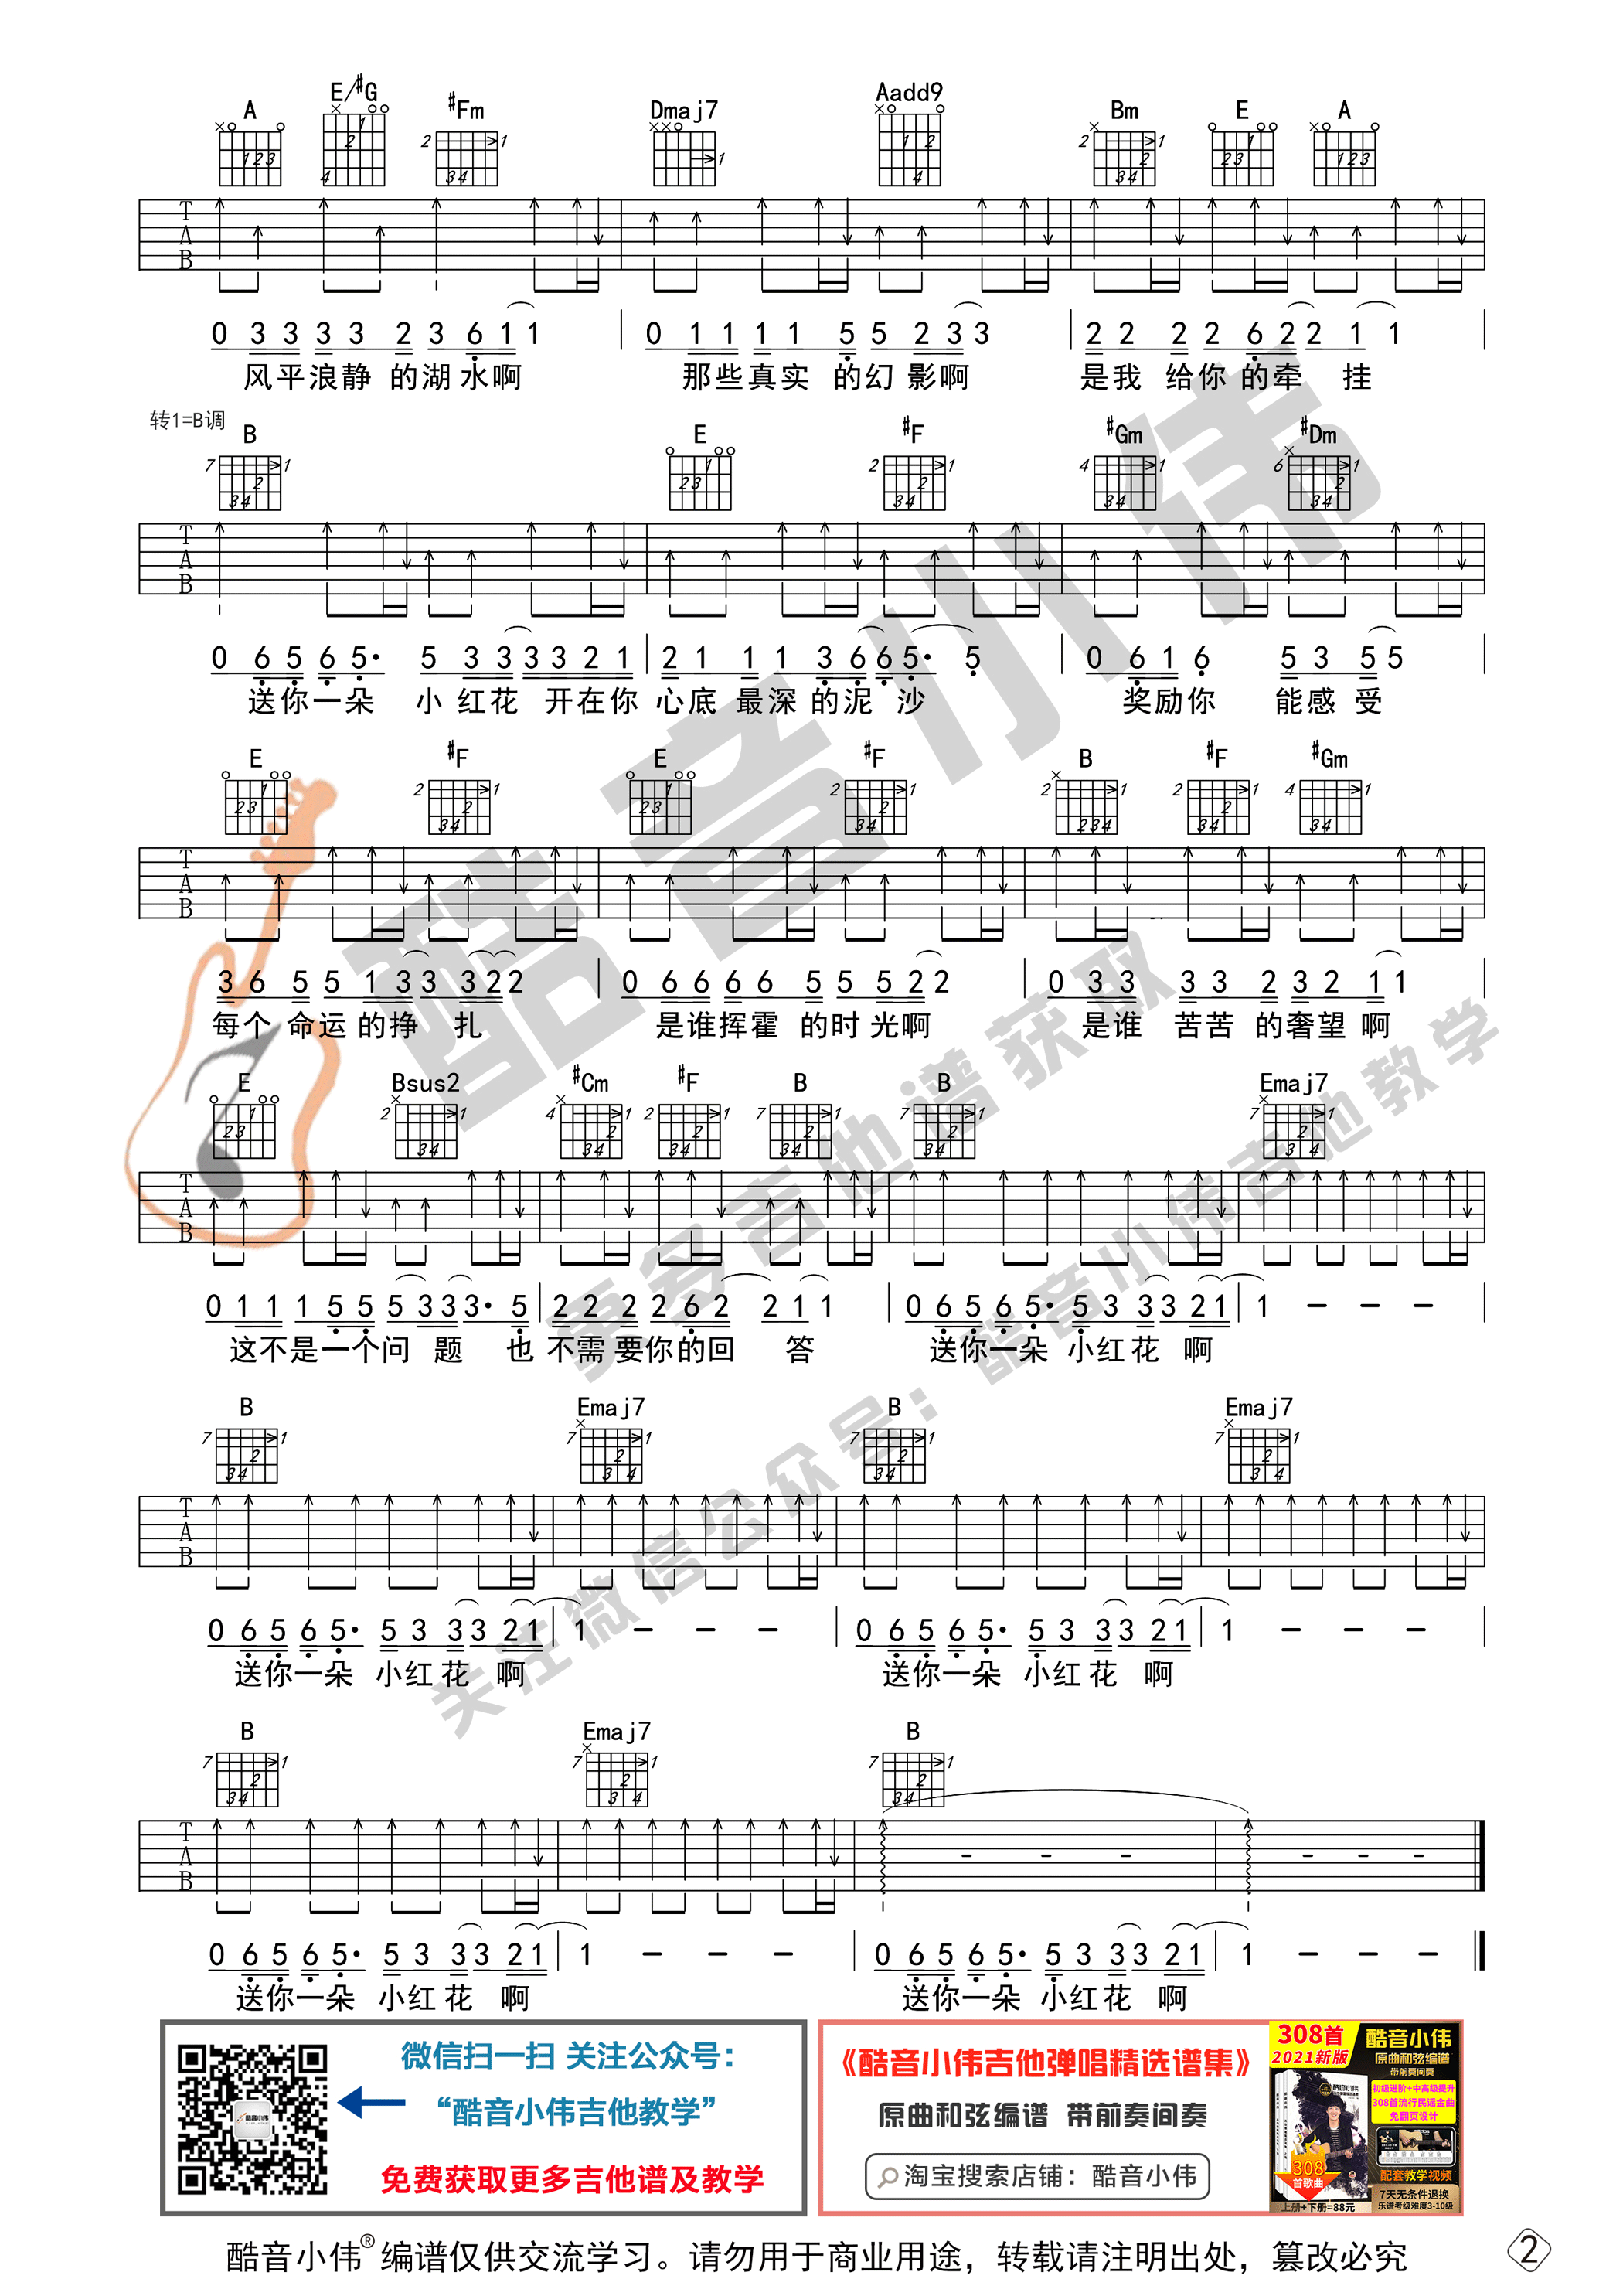 A E/#G #Fm Dmaj7 Aadd9 Bm E A
T A B
0 3 3 3 3 2 3 6 1 1 0 1 1 1 1 5 5 2 3 3 2 2 2 2 6 2 2 1 1
风平浪静 的湖水啊 那些真实 的幻影啊 是我 给你的牵 挂
转1=B调
B E #F #Gm #Dm
T A B
0 6 5 6 5· 5 3 3 3 3 2 1 2 1 1 1 3 6 6 5· 5 0 6 1 6 5 3 5 5
送你一朵 小红花 开在你 心底 最深的泥 沙 奖励你 能感受
E #F E #F B #F #Gm
T A B
3 6 5 5 1 3 3 3 2 2 0 6 6 6 6 5 5 5 2 2 0 3 3 3 3 2 3 2 1 1
每个 命运的挣 扎 是谁挥霍 的时光啊 是谁 苦苦 的奢望啊
E Bsus2 #Cm #F B B Emaj7
T A B
0 1 1 1 5 5 5 3 3 3· 5 2 2 2 2 6 2 2 1 1 0 6 5 6 5· 5 3 3 3 2 1 1 − − −
这不是一个问 题 也 不需要你的回 答 送你一朵 小红花 啊
B Emaj7 B Emaj7
T A B
0 6 5 6 5· 5 3 3 3 2 1 1 − − − 0 6 5 6 5· 5 3 3 3 2 1 1 − − −
送你一朵 小红花 啊 送你一朵 小红花 啊
B Emaj7 B
T A B
0 6 5 6 5· 5 3 3 3 2 1 1 − − − 0 6 5 6 5· 5 3 3 3 2 1 1 − − −
送你一朵 小红花 啊 送你一朵 小红花 啊
酷音小伟
更多吉他谱获取
关注微信公众号：酷音小伟吉他教学
微信扫一扫 关注公众号：
“酷音小伟吉他教学”
免费获取更多吉他谱及教学
酷音小伟
《酷音小伟吉他弹唱精选谱集》
原曲和弦编谱 带前奏间奏
淘宝搜索店铺：酷音小伟
308首
2021新版
酷音小伟
原曲和弦编谱
带前奏间奏
初级进阶+中高级提升
308首流行民谣金曲
免翻页设计
308
首歌曲
配套教学视频
上册+下册=88元
7天无条件退换
乐谱考级难度3-10级
酷音小伟® 编谱仅供交流学习。请勿用于商业用途，转载请注明出处，篡改必究
2